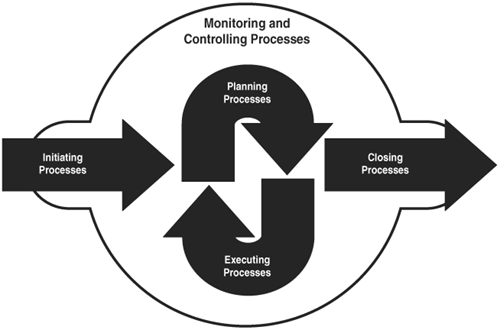 Monitoring and
Controlling Processes
Planning
Processes
Initiating
Processes
Closing
Processes
Executing
Processes